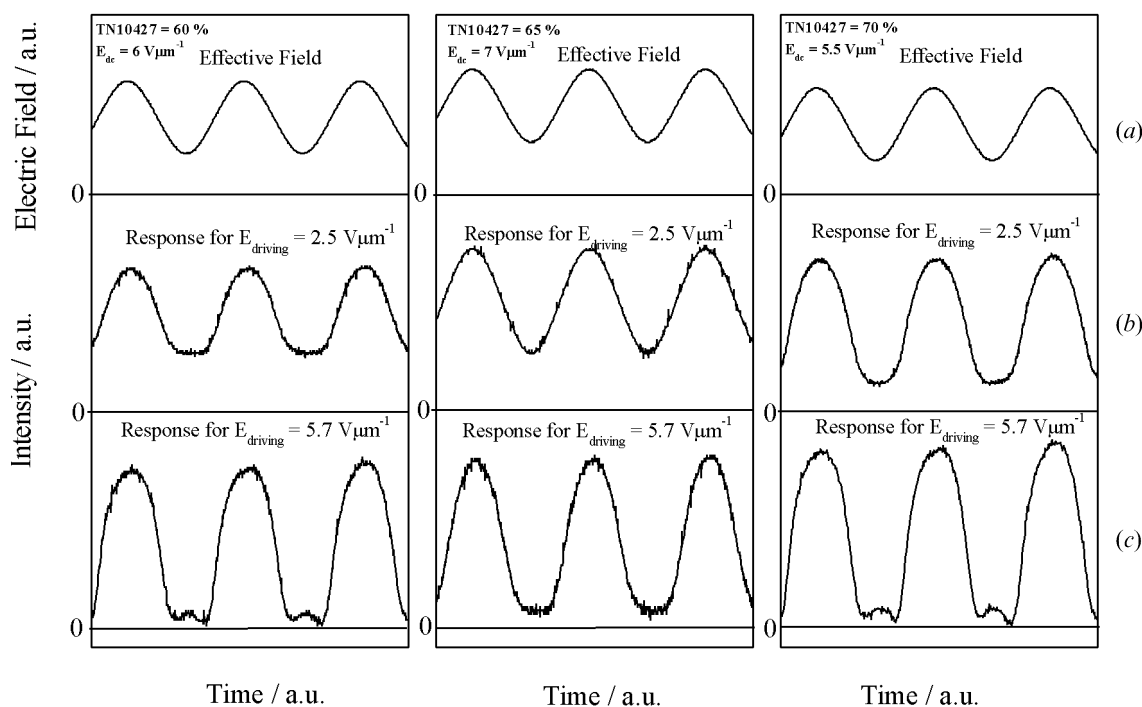 Electric Field / a.u.
Intensity / a.u.
TN10427 = 60 %
E_dc = 6 Vμm⁻¹
Effective Field
TN10427 = 65 %
E_dc = 7 Vμm⁻¹
Effective Field
TN10427 = 70 %
E_dc = 5.5 Vμm⁻¹
Effective Field
(a)
0
0
0
Response for E_driving = 2.5 Vμm⁻¹
Response for E_driving = 2.5 Vμm⁻¹
Response for E_driving = 2.5 Vμm⁻¹
(b)
0
0
0
Response for E_driving = 5.7 Vμm⁻¹
Response for E_driving = 5.7 Vμm⁻¹
Response for E_driving = 5.7 Vμm⁻¹
(c)
0
0
0
Time / a.u.
Time / a.u.
Time / a.u.